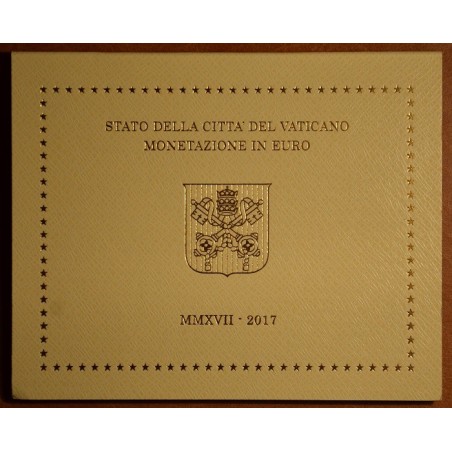 STATO DELLA CITTA' DEL VATICANO
MONETAZIONE IN EURO
MMXVII - 2017